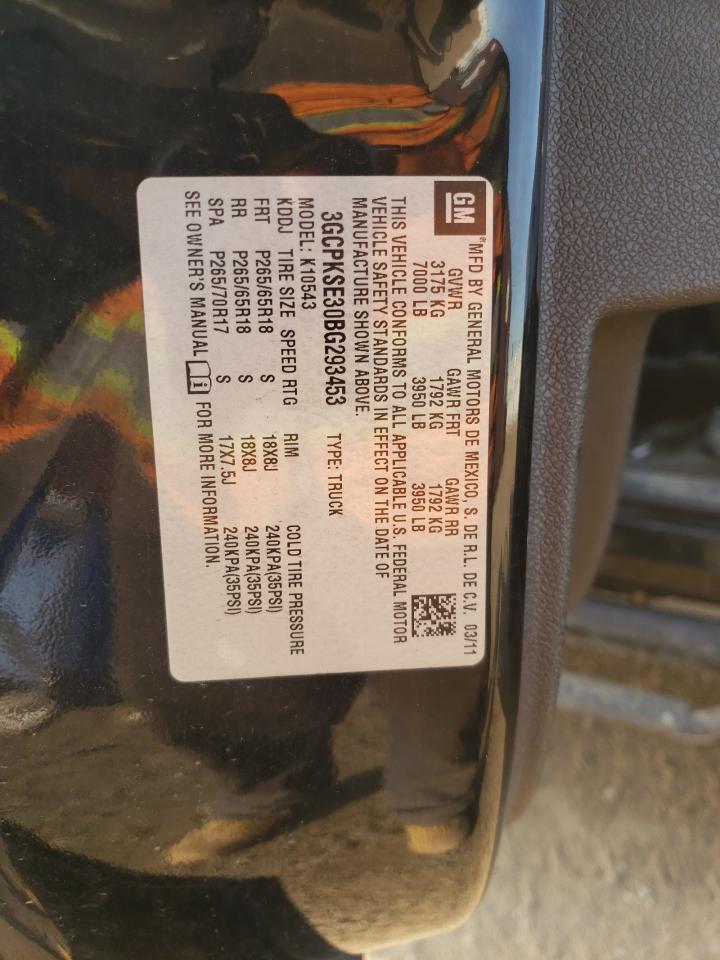 GM
®MFD BY GENERAL MOTORS DE MEXICO, S. DE R.L. DE C.V. 03/11
GVWR GAWR FRT GAWR RR
3175 KG 1792 KG 1792 KG
7000 LB 3950 LB 3950 LB
THIS VEHICLE CONFORMS TO ALL APPLICABLE U.S. FEDERAL MOTOR
VEHICLE SAFETY STANDARDS IN EFFECT ON THE DATE OF
MANUFACTURE SHOWN ABOVE.
3GCPKSE30BG293453 TYPE: TRUCK
MODEL: K10543
KDDJ TIRE SIZE SPEED RTG RIM COLD TIRE PRESSURE
FRT P265/65R18 S 18X8J 240KPA(35PSI)
RR P265/65R18 S 18X8J 240KPA(35PSI)
SPA P265/70R17 S 17X7.5J 240KPA(35PSI)
SEE OWNER'S MANUAL i FOR MORE INFORMATION.